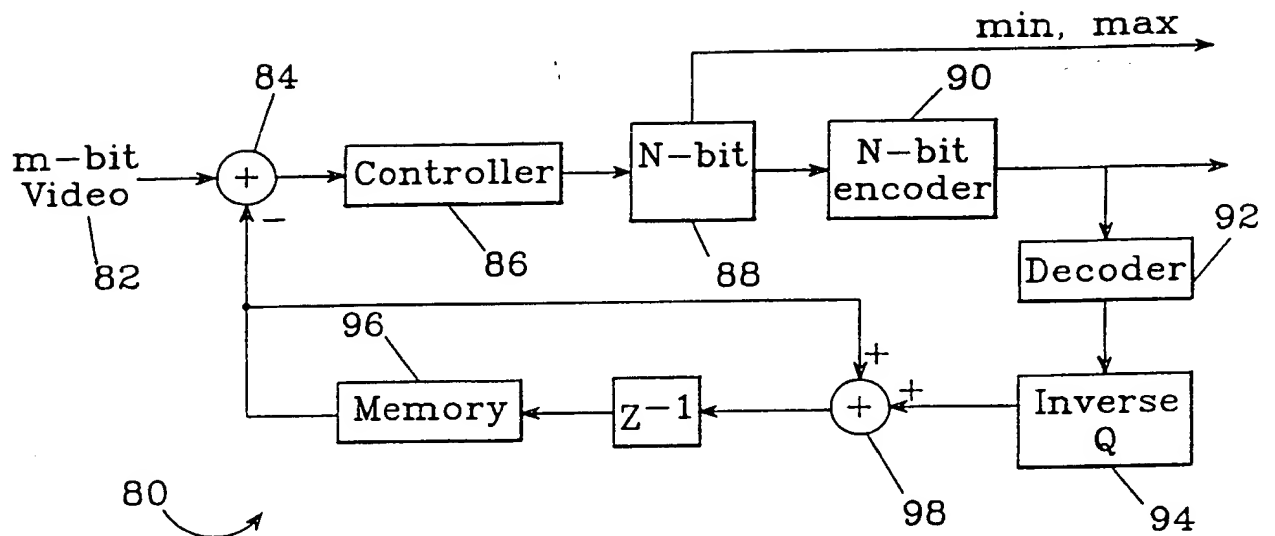 min, max
84
90
m-bit
Video
+
-
Controller
N-bit
N-bit
encoder
82
86
88
92
Decoder
96
+
+
+
Memory
Z⁻¹
Inverse
Q
80
98
94